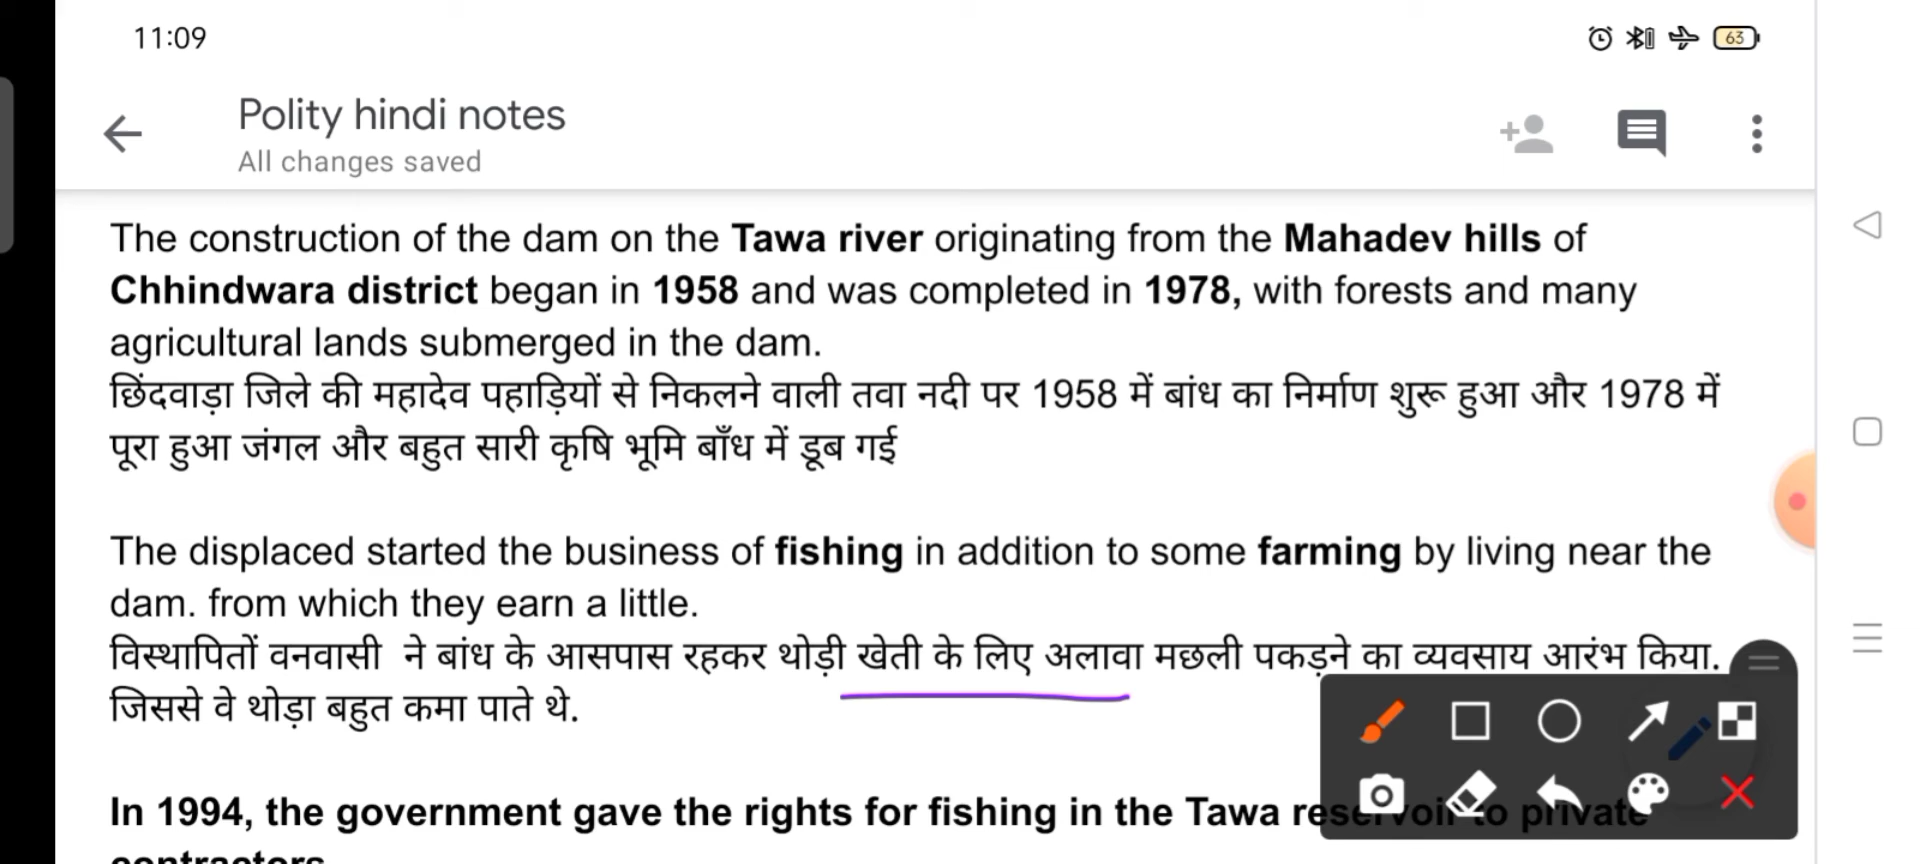 11:09
63
Polity hindi notes
All changes saved
The construction of the dam on the Tawa river originating from the Mahadev hills of
Chhindwara district began in 1958 and was completed in 1978, with forests and many
agricultural lands submerged in the dam.
छिंदवाड़ा जिले की महादेव पहाड़ियों से निकलने वाली तवा नदी पर 1958 में बांध का निर्माण शुरू हुआ और 1978 में
पूरा हुआ जंगल और बहुत सारी कृषि भूमि बाँध में डूब गई
The displaced started the business of fishing in addition to some farming by living near the
dam. from which they earn a little.
विस्थापितों वनवासी ने बांध के आसपास रहकर थोड़ी खेती के लिए अलावा मछली पकड़ने का व्यवसाय आरंभ किया.
जिससे वे थोड़ा बहुत कमा पाते थे.
In 1994, the government gave the rights for fishing in the Tawa reservoir to private
contractors